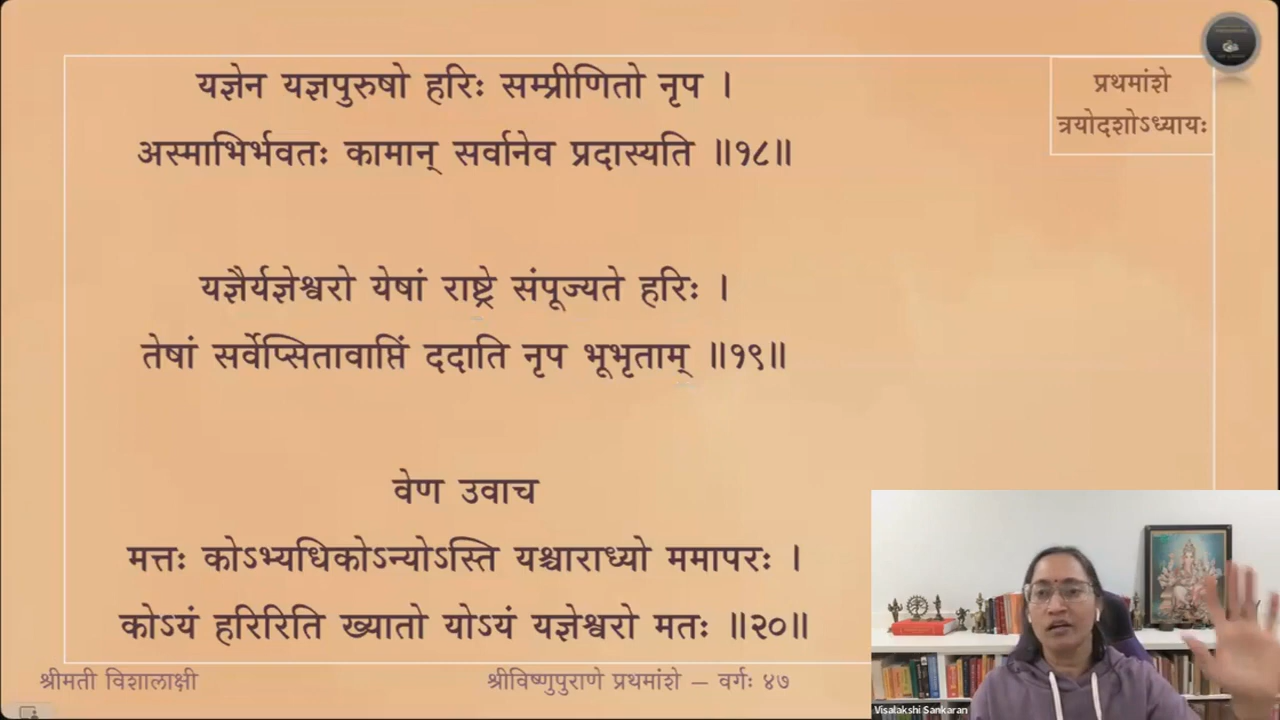 यज्ञेन यज्ञपुरुषो हरिः सम्प्रीणितो नृप ।
अस्माभिर्भवतः कामान् सर्वानेव प्रदास्यति ॥१८॥
प्रथमांशे
त्रयोदशोऽध्यायः
यज्ञैर्यज्ञेश्वरो येषां राष्ट्रे संपूज्यते हरिः ।
तेषां सर्वेप्सितावाप्तिं ददाति नृप भूभृताम् ॥१९॥
वेण उवाच
मत्तः कोऽभ्यधिकोऽन्योऽस्ति यश्चाराध्यो ममापरः ।
कोऽयं हरिरिति ख्यातो योऽयं यज्ञेश्वरो मतः ॥२०॥
श्रीमती विशालाक्षी
श्रीविष्णुपुराणे प्रथमांशे – वर्गः ४७
Visalakshi Sankaran